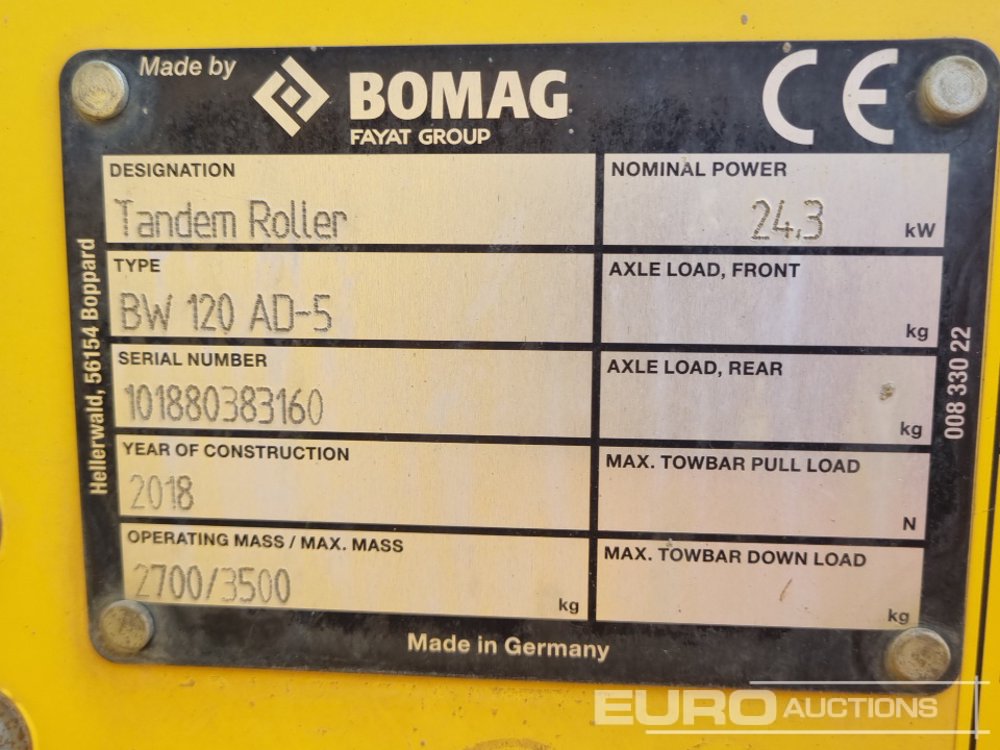 Made by
BOMAG
FAYAT GROUP
CE
DESIGNATION
Tandem Roller
TYPE
BW 120 AD-5
SERIAL NUMBER
101880383160
YEAR OF CONSTRUCTION
2018
OPERATING MASS / MAX. MASS
2700/3500
kg
NOMINAL POWER
24.3
kW
AXLE LOAD, FRONT
kg
AXLE LOAD, REAR
kg
MAX. TOWBAR PULL LOAD
N
MAX. TOWBAR DOWN LOAD
kg
Hellerwald, 56154 Boppard
008 330 22
Made in Germany
EURO AUCTIONS